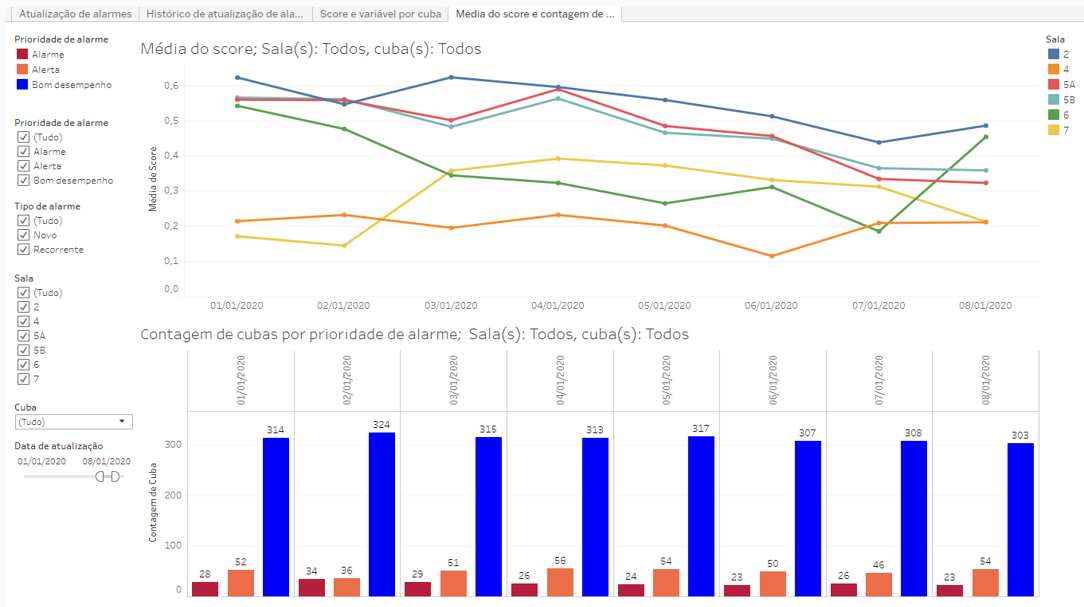 Atualização de alarmes
Histórico de atualização de ala...
Score e variável por cuba
Média do score e contagem de ...
Prioridade de alarme
Alarme
Alerta
Bom desempenho
Prioridade de alarme
(Tudo)
Alarme
Alerta
Bom desempenho
Tipo de alarme
(Tudo)
Novo
Recorrente
Sala
(Tudo)
2
4
5A
5B
6
7
Cuba
(Tudo)
Data de atualização
01/01/2020 08/01/2020
Média do score; Sala(s): Todos, cuba(s): Todos
Média de Score
0,6
0,5
0,4
0,3
0,2
0,1
0,0
01/01/2020 02/01/2020 03/01/2020 04/01/2020 05/01/2020 06/01/2020 07/01/2020 08/01/2020
Sala
2
4
5A
5B
6
7
Contagem de cubas por prioridade de alarme; Sala(s): Todos, cuba(s): Todos
01/01/2020 02/01/2020 03/01/2020 04/01/2020 05/01/2020 06/01/2020 07/01/2020 08/01/2020
Contagem de Cuba
300
200
100
0
28 52 314
34 36 324
29 51 315
26 56 313
24 54 317
23 50 307
26 46 308
23 54 303